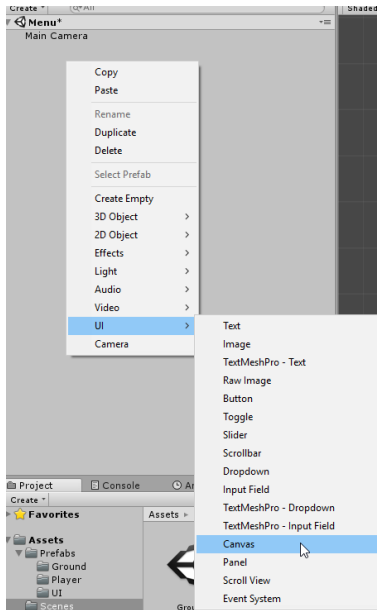 Create
All
Shaded
Menu*
Main Camera
Copy
Paste
Rename
Duplicate
Delete
Select Prefab
Create Empty
3D Object
2D Object
Effects
Light
Audio
Video
UI
Camera
Text
Image
TextMeshPro - Text
Raw Image
Button
Toggle
Slider
Scrollbar
Dropdown
Input Field
TextMeshPro - Dropdown
TextMeshPro - Input Field
Canvas
Panel
Scroll View
Event System
Project
Console
Create
Favorites
Assets
Assets
Prefabs
Ground
Player
UI
Scenes